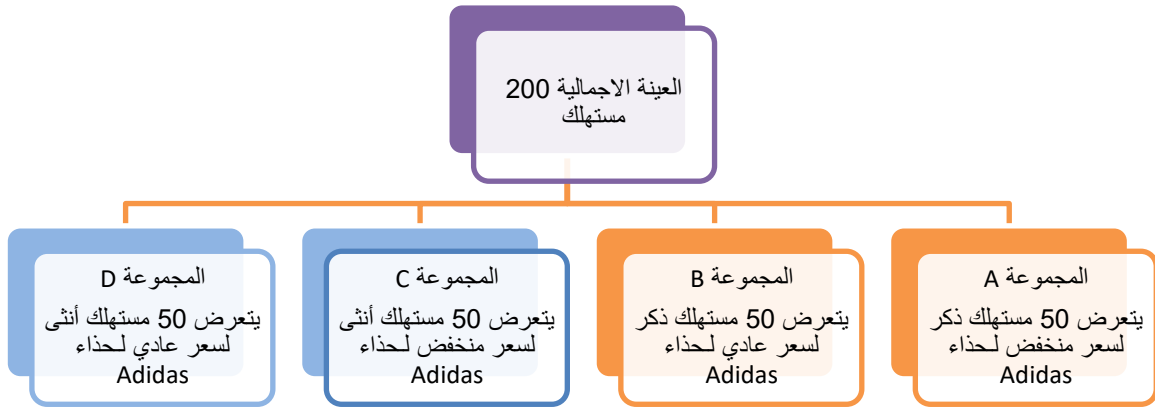 العينة الاجمالية 200
مستهلك
المجموعة A
يتعرض 50 مستهلك ذكر
لسعر منخفض لـحذاء
Adidas
المجموعة B
يتعرض 50 مستهلك ذكر
لسعر عادي لـحذاء
Adidas
المجموعة C
يتعرض 50 مستهلك أنثى
لسعر منخفض لـحذاء
Adidas
المجموعة D
يتعرض 50 مستهلك أنثى
لسعر عادي لـحذاء
Adidas